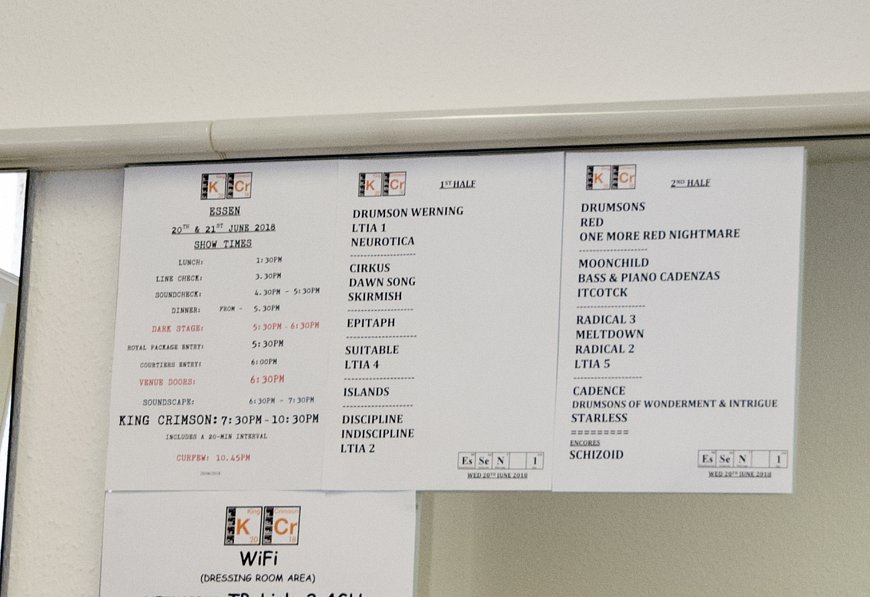 K Cr
ESSEN
20TH & 21ST JUNE 2018
SHOW TIMES
LUNCH: 1:30PM
LINE CHECK: 3.30PM
SOUNDCHECK: 4.30PM - 5:30PM
DINNER: FROM - 5.30PM
DARK STAGE: 5:30PM - 6:30PM
ROYAL PACKAGE ENTRY: 5:30PM
COURTIERS ENTRY: 6:00PM
VENUE DOORS: 6:30PM
SOUNDSCAPE: 6:30PM - 7:30PM
KING CRIMSON: 7:30PM - 10:30PM
INCLUDES A 20-MIN INTERVAL
CURFEW: 10.45PM
K Cr
1ST HALF
DRUMSON WERNING
LTIA 1
NEUROTICA
CIRKUS
DAWN SONG
SKIRMISH
EPITAPH
SUITABLE
LTIA 4
ISLANDS
DISCIPLINE
INDISCIPLINE
LTIA 2
Es Se N 1
WED 20TH JUNE 2018
K Cr
2ND HALF
DRUMSONS
RED
ONE MORE RED NIGHTMARE
MOONCHILD
BASS & PIANO CADENZAS
ITCOTCK
RADICAL 3
MELTDOWN
RADICAL 2
LTIA 5
CADENCE
DRUMSONS OF WONDERMENT & INTRIGUE
STARLESS
=========
ENCORES
SCHIZOID
Es Se N 1
WED 20TH JUNE 2018
King Crimson
K Cr
20 18
WiFi
(DRESSING ROOM AREA)